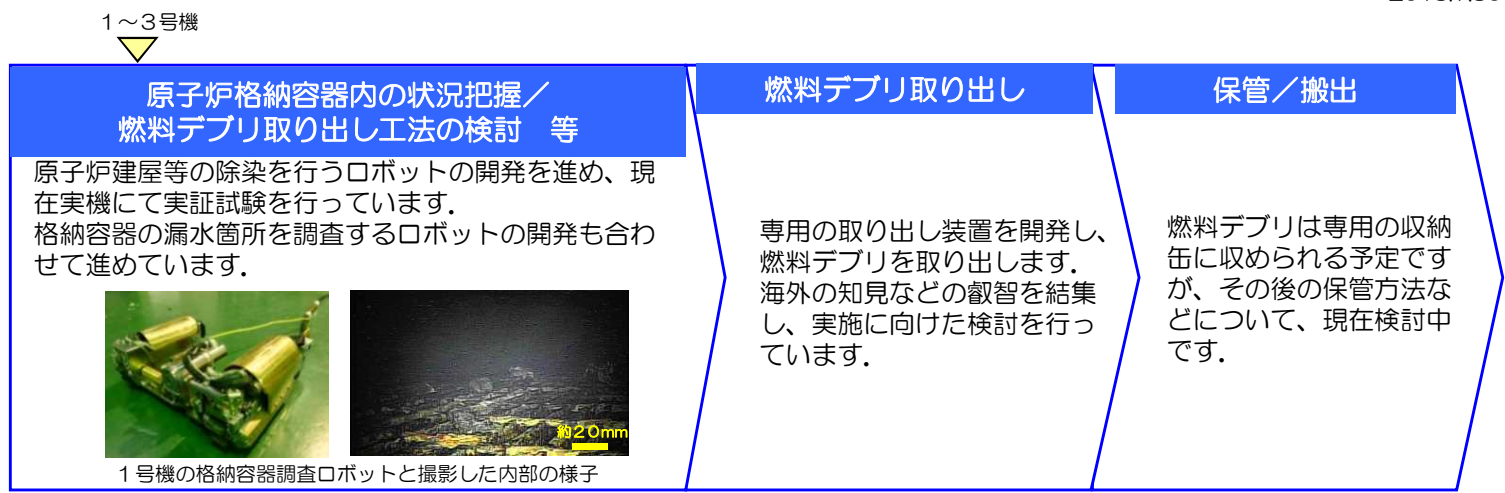 1～3号機
原子炉格納容器内の状況把握／
燃料デブリ取り出し工法の検討　等
原子炉建屋等の除染を行うロボットの開発を進め、現
在実機にて実証試験を行っています．
格納容器の漏水箇所を調査するロボットの開発も合わ
せて進めています．
約20mm
１号機の格納容器調査ロボットと撮影した内部の様子
燃料デブリ取り出し
専用の取り出し装置を開発し、
燃料デブリを取り出します．
海外の知見などの叡智を結集
し、実施に向けた検討を行っ
ています．
保管／搬出
燃料デブリは専用の収納
缶に収められる予定です
が、その後の保管方法な
どについて、現在検討中
です．